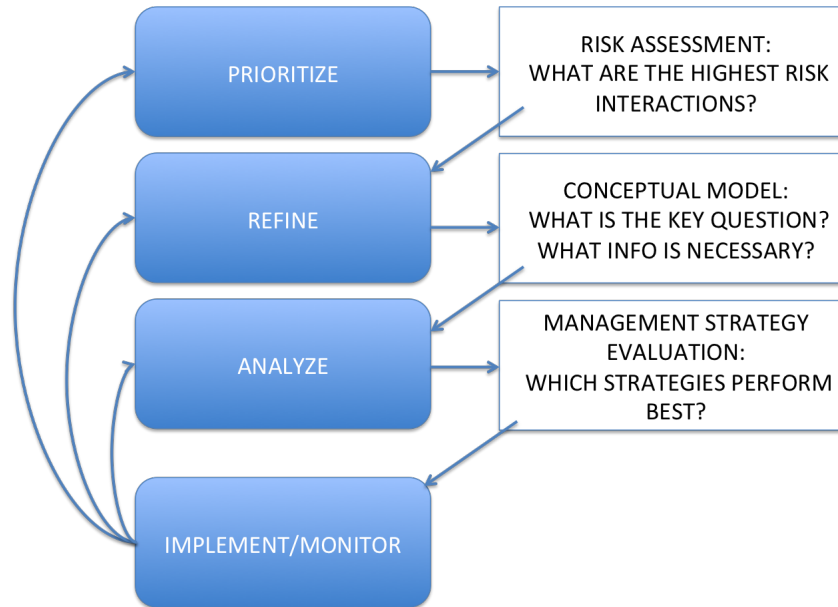 PRIORITIZE
RISK ASSESSMENT:
WHAT ARE THE HIGHEST RISK
INTERACTIONS?
REFINE
CONCEPTUAL MODEL:
WHAT IS THE KEY QUESTION?
WHAT INFO IS NECESSARY?
ANALYZE
MANAGEMENT STRATEGY
EVALUATION:
WHICH STRATEGIES PERFORM
BEST?
IMPLEMENT/MONITOR